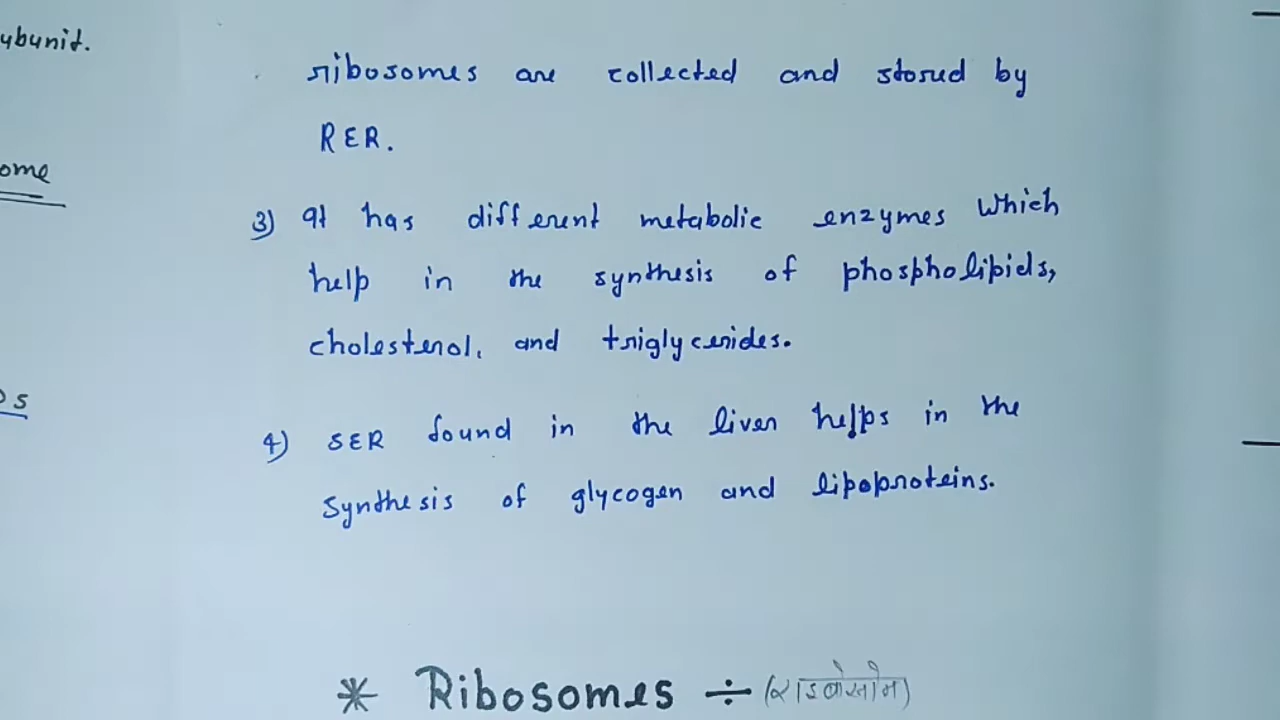 ubunit.
ome
os
ribosomes are collected and stored by
RER.
3) It has different metabolic enzymes which
help in the synthesis of phospholipids,
cholesterol, and triglycerides.
4) SER found in the liver helps in the
synthesis of glycogen and lipoproteins.
* Ribosomes ÷ (राइबोसोम)